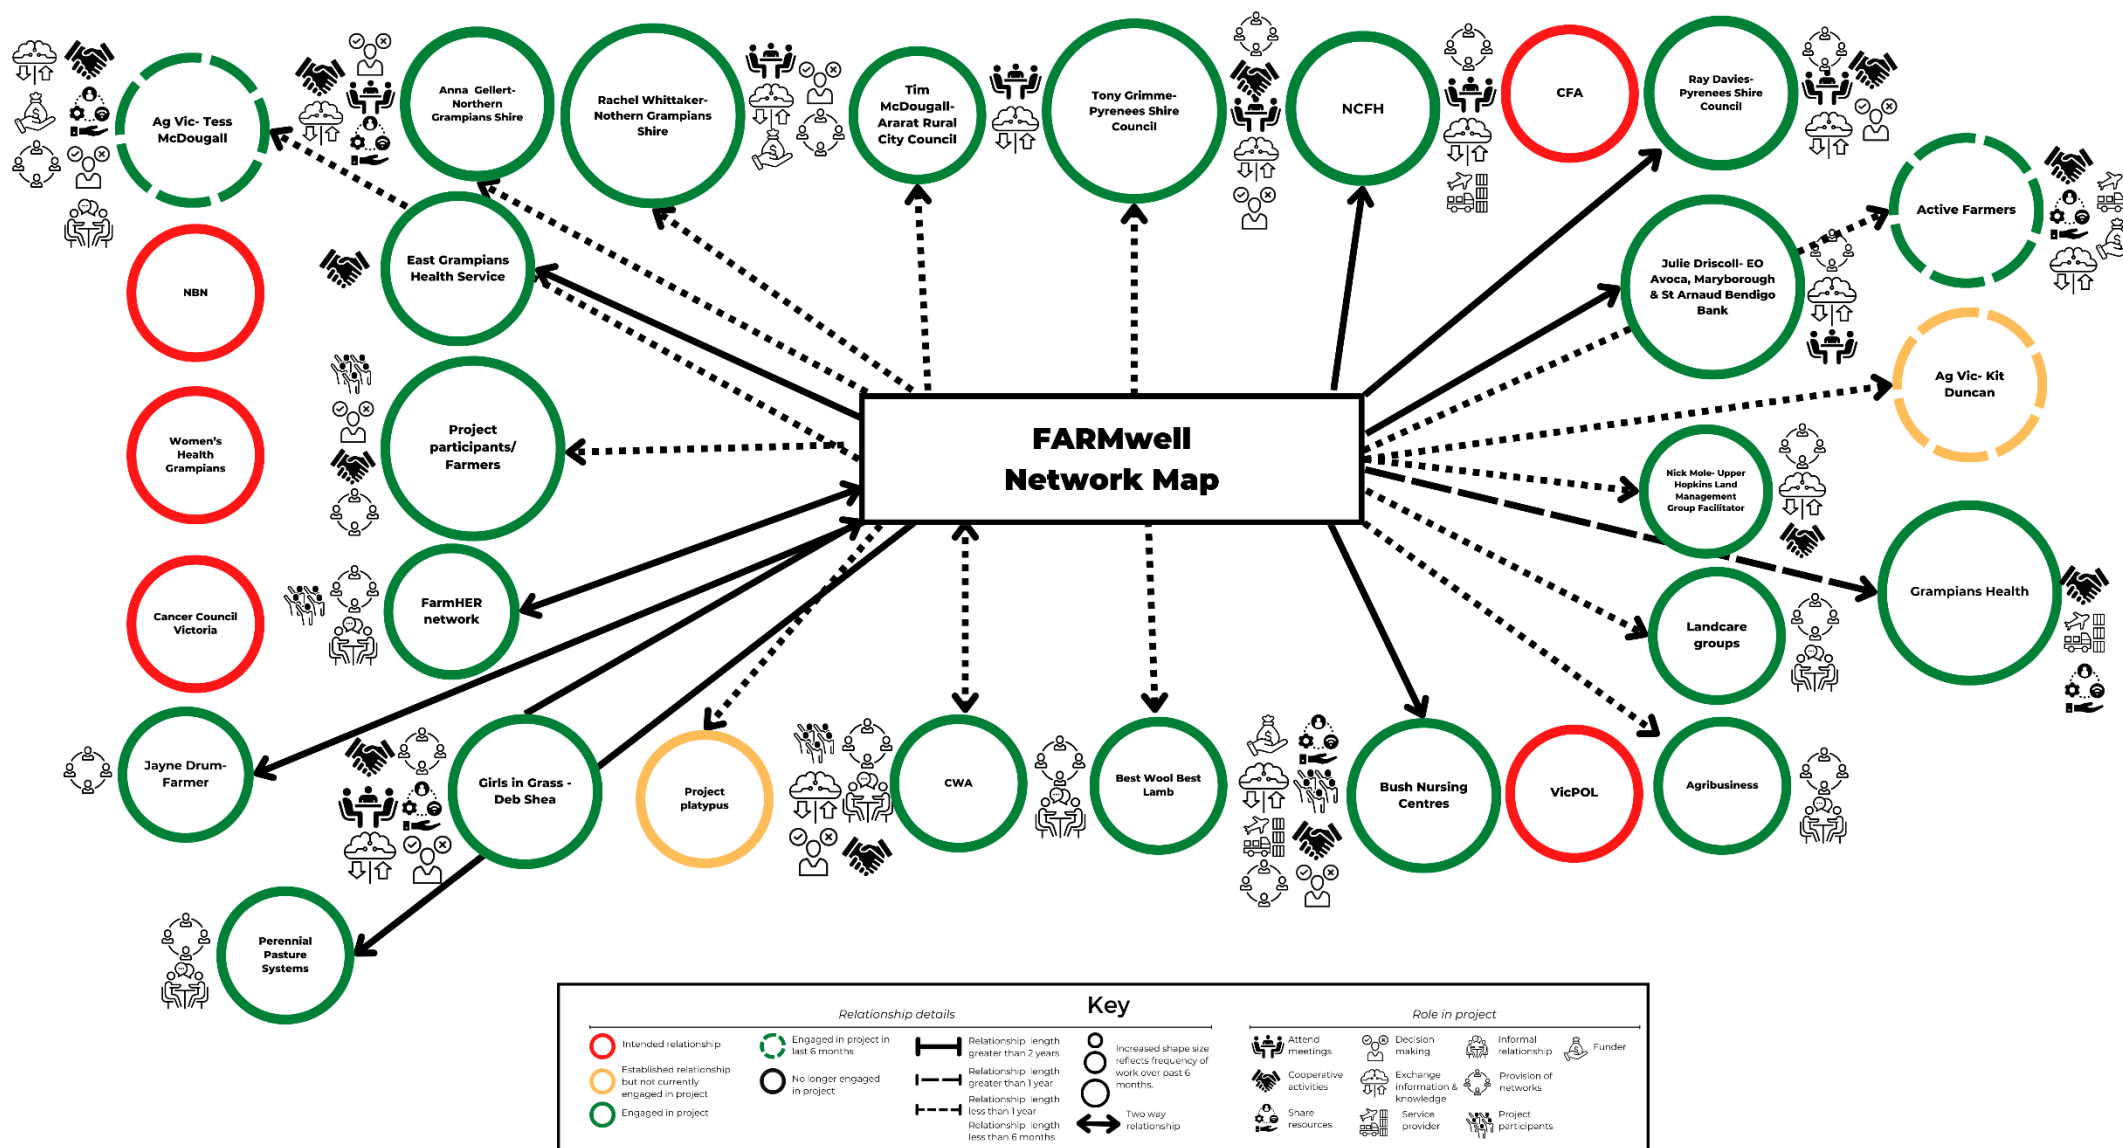 Ag Vic- Tess
McDougall
Anna Gellert-
Northern
Grampians Shire
Rachel Whittaker-
Nothern Grampians
Shire
Tim
McDougall-
Ararat Rural
City Council
Tony Grimme-
Pyrenees Shire
Council
NCFH
CFA
Ray Davies-
Pyrenees Shire
Council
NBN
East Grampians
Health Service
Julie Driscoll- EO
Avoca, Maryborough
& St Arnaud Bendigo
Bank
Active Farmers
Ag Vic- Kit
Duncan
Women's
Health
Grampians
Project
participants/
Farmers
FARMwell
Network Map
Nick Mole- Upper
Hopkins Land
Management
Group Facilitator
Grampians Health
Cancer Council
Victoria
FarmHER
network
Landcare
groups
Jayne Drum-
Farmer
Girls in Grass -
Deb Shea
Project
platypus
CWA
Best Wool Best
Lamb
Bush Nursing
Centres
VicPOL
Agribusiness
Perennial
Pasture
Systems
Key
Relationship details
Intended relationship
Established relationship
but not currently
engaged in project
Engaged in project
Engaged in project in
last 6 months
No longer engaged
in project
Relationship length
greater than 2 years
Relationship length
greater than 1 year
Relationship length
less than 1 year
Relationship length
less than 6 months
Increased shape size
reflects frequency of
work over past 6
months.
Two way
relationship
Role in project
Attend
meetings
Cooperative
activities
Share
resources
Decision
making
Exchange
information &
knowledge
Service
provider
Informal
relationship
Provision of
networks
Project
participants
Funder